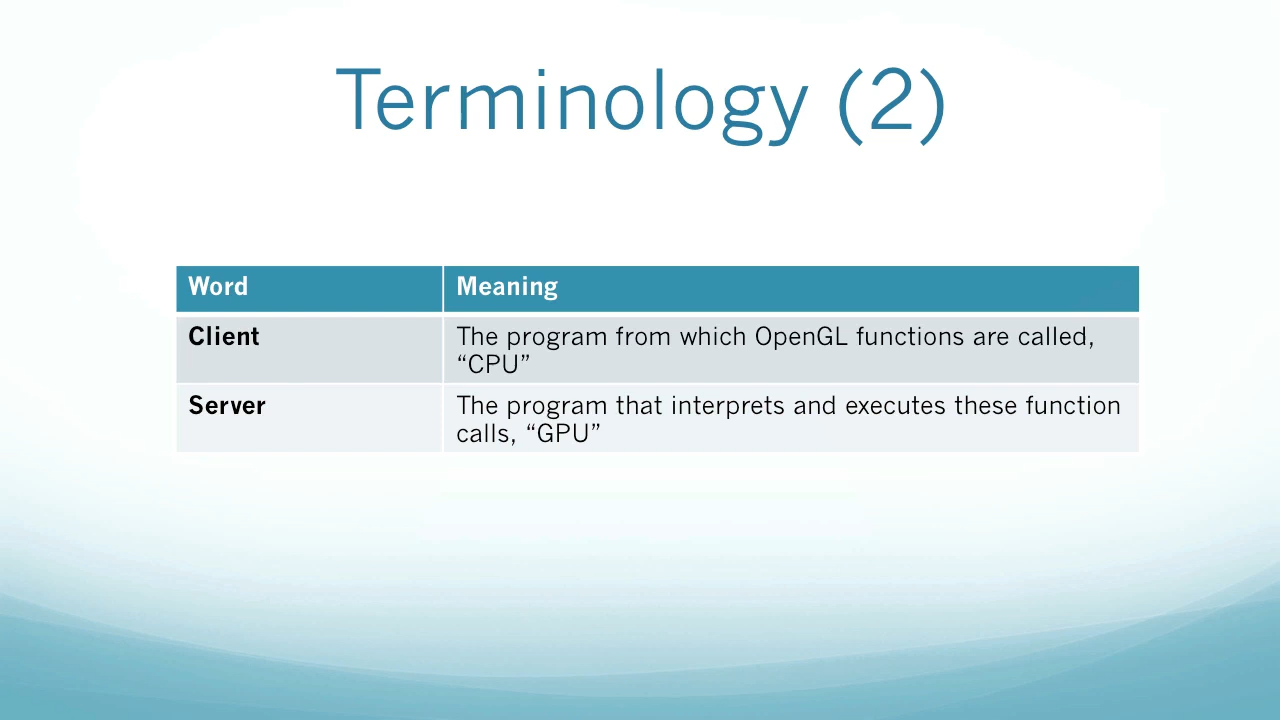 Terminology (2)
Word
Meaning
Client
The program from which OpenGL functions are called,
“CPU”
Server
The program that interprets and executes these function
calls, “GPU”